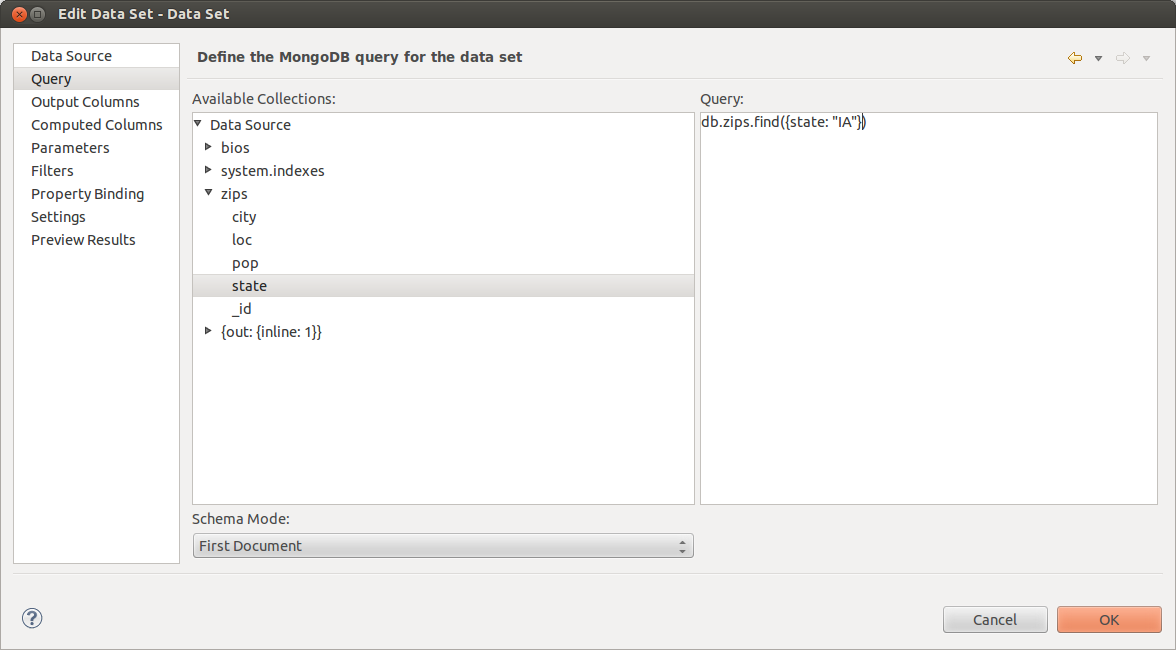 Edit Data Set - Data Set
Data Source
Query
Output Columns
Computed Columns
Parameters
Filters
Property Binding
Settings
Preview Results
Define the MongoDB query for the data set
Available Collections:
Data Source
bios
system.indexes
zips
city
loc
pop
state
_id
{out: {inline: 1}}
Schema Mode:
First Document
Query:
db.zips.find({state: "IA"})
?
Cancel
OK